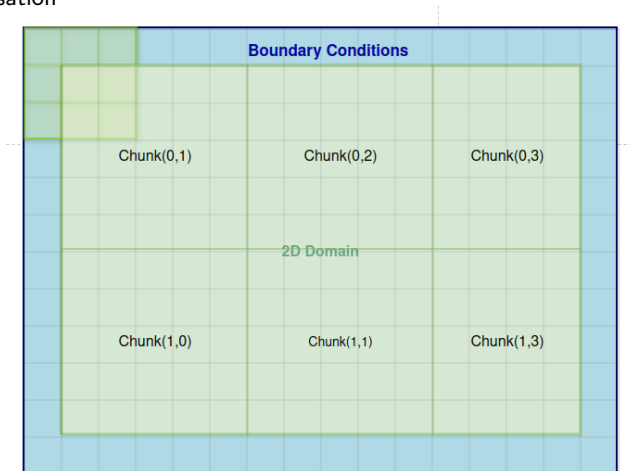 sation
Boundary Conditions
Chunk(0,1) Chunk(0,2) Chunk(0,3)
2D Domain
Chunk(1,0) Chunk(1,1) Chunk(1,3)